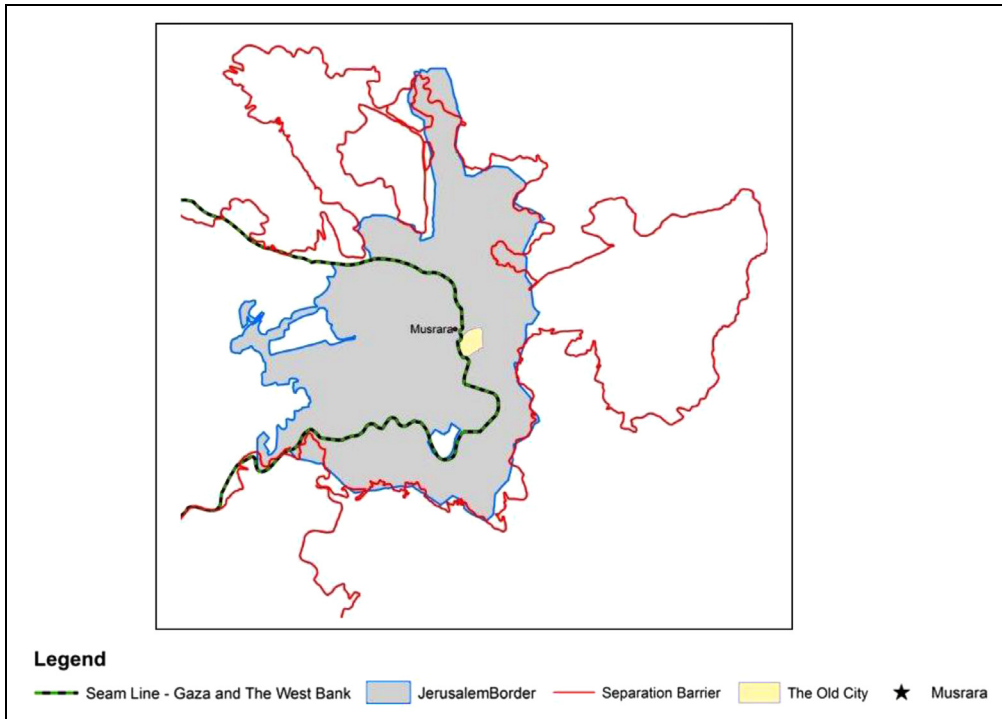 Musrara
Legend
Seam Line - Gaza and The West Bank JerusalemBorder Separation Barrier The Old City Musrara